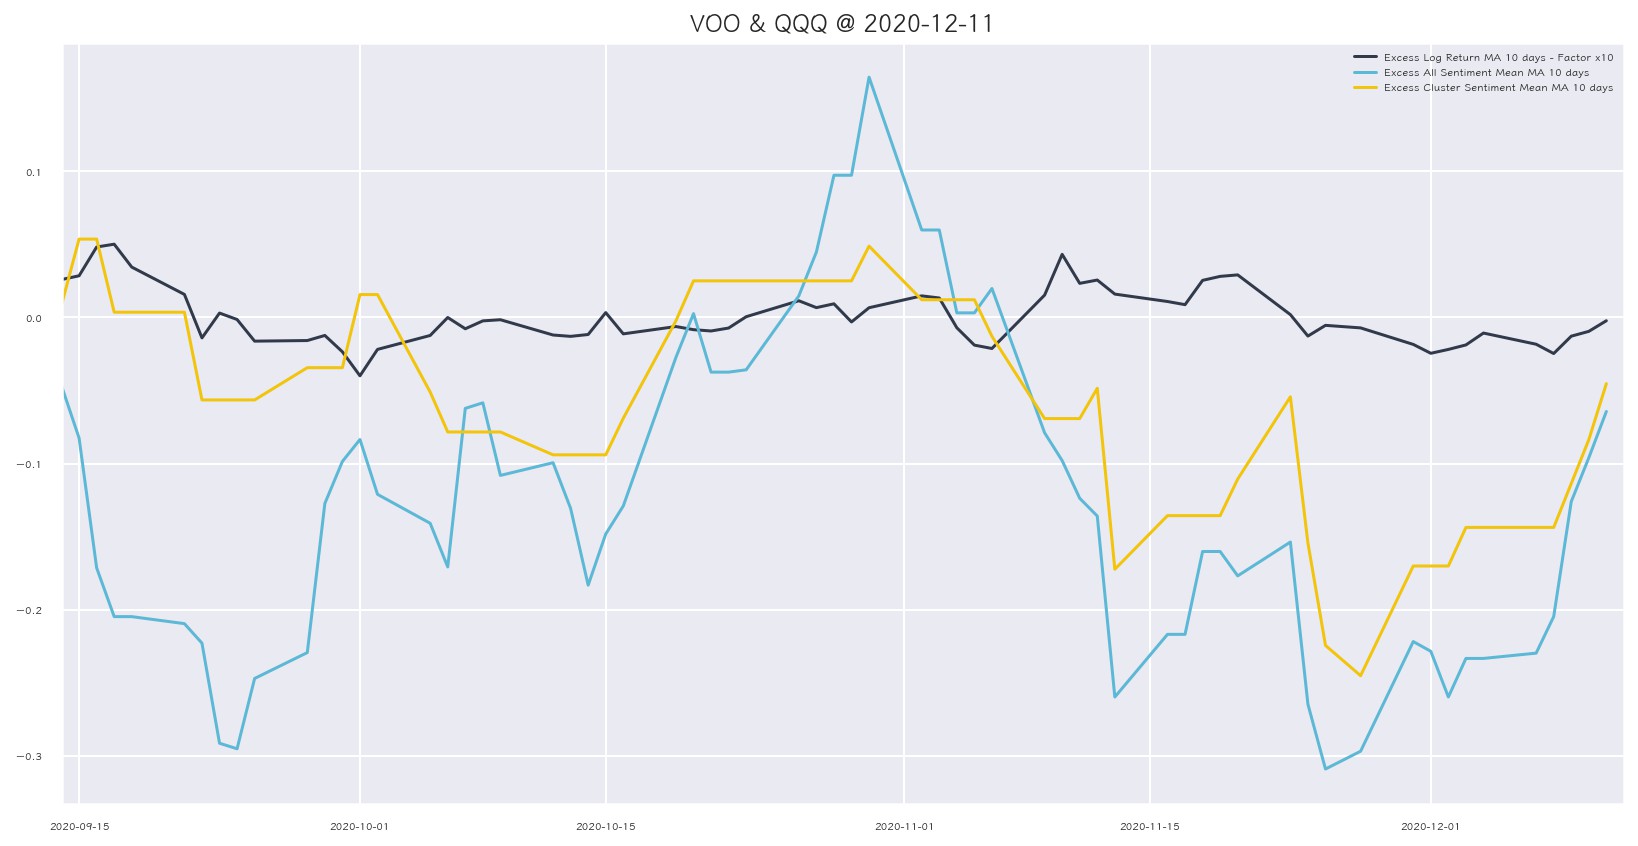 VOO & QQQ @ 2020-12-11
Excess Log Return MA 10 days - Factor x10
Excess All Sentiment Mean MA 10 days
Excess Cluster Sentiment Mean MA 10 days
0.1
0.0
−0.1
−0.2
−0.3
2020-09-15
2020-10-01
2020-10-15
2020-11-01
2020-11-15
2020-12-01